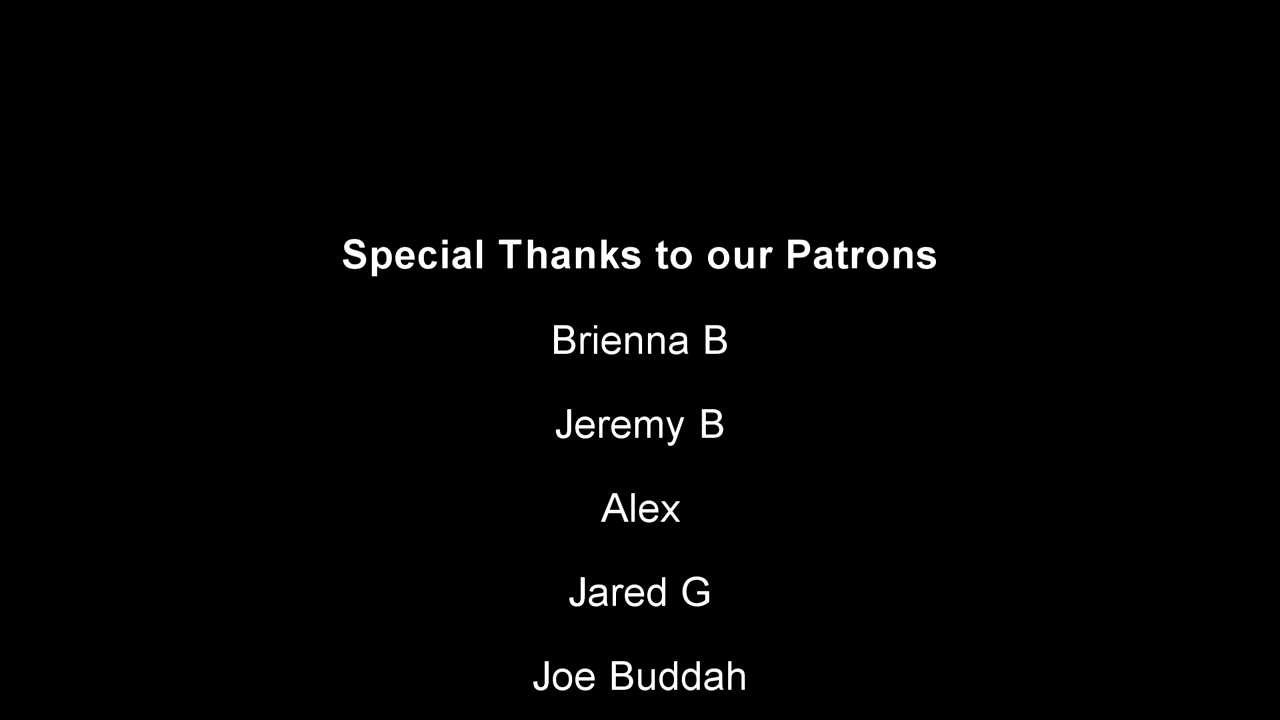 Special Thanks to our Patrons
Brienna B
Jeremy B
Alex
Jared G
Joe Buddah